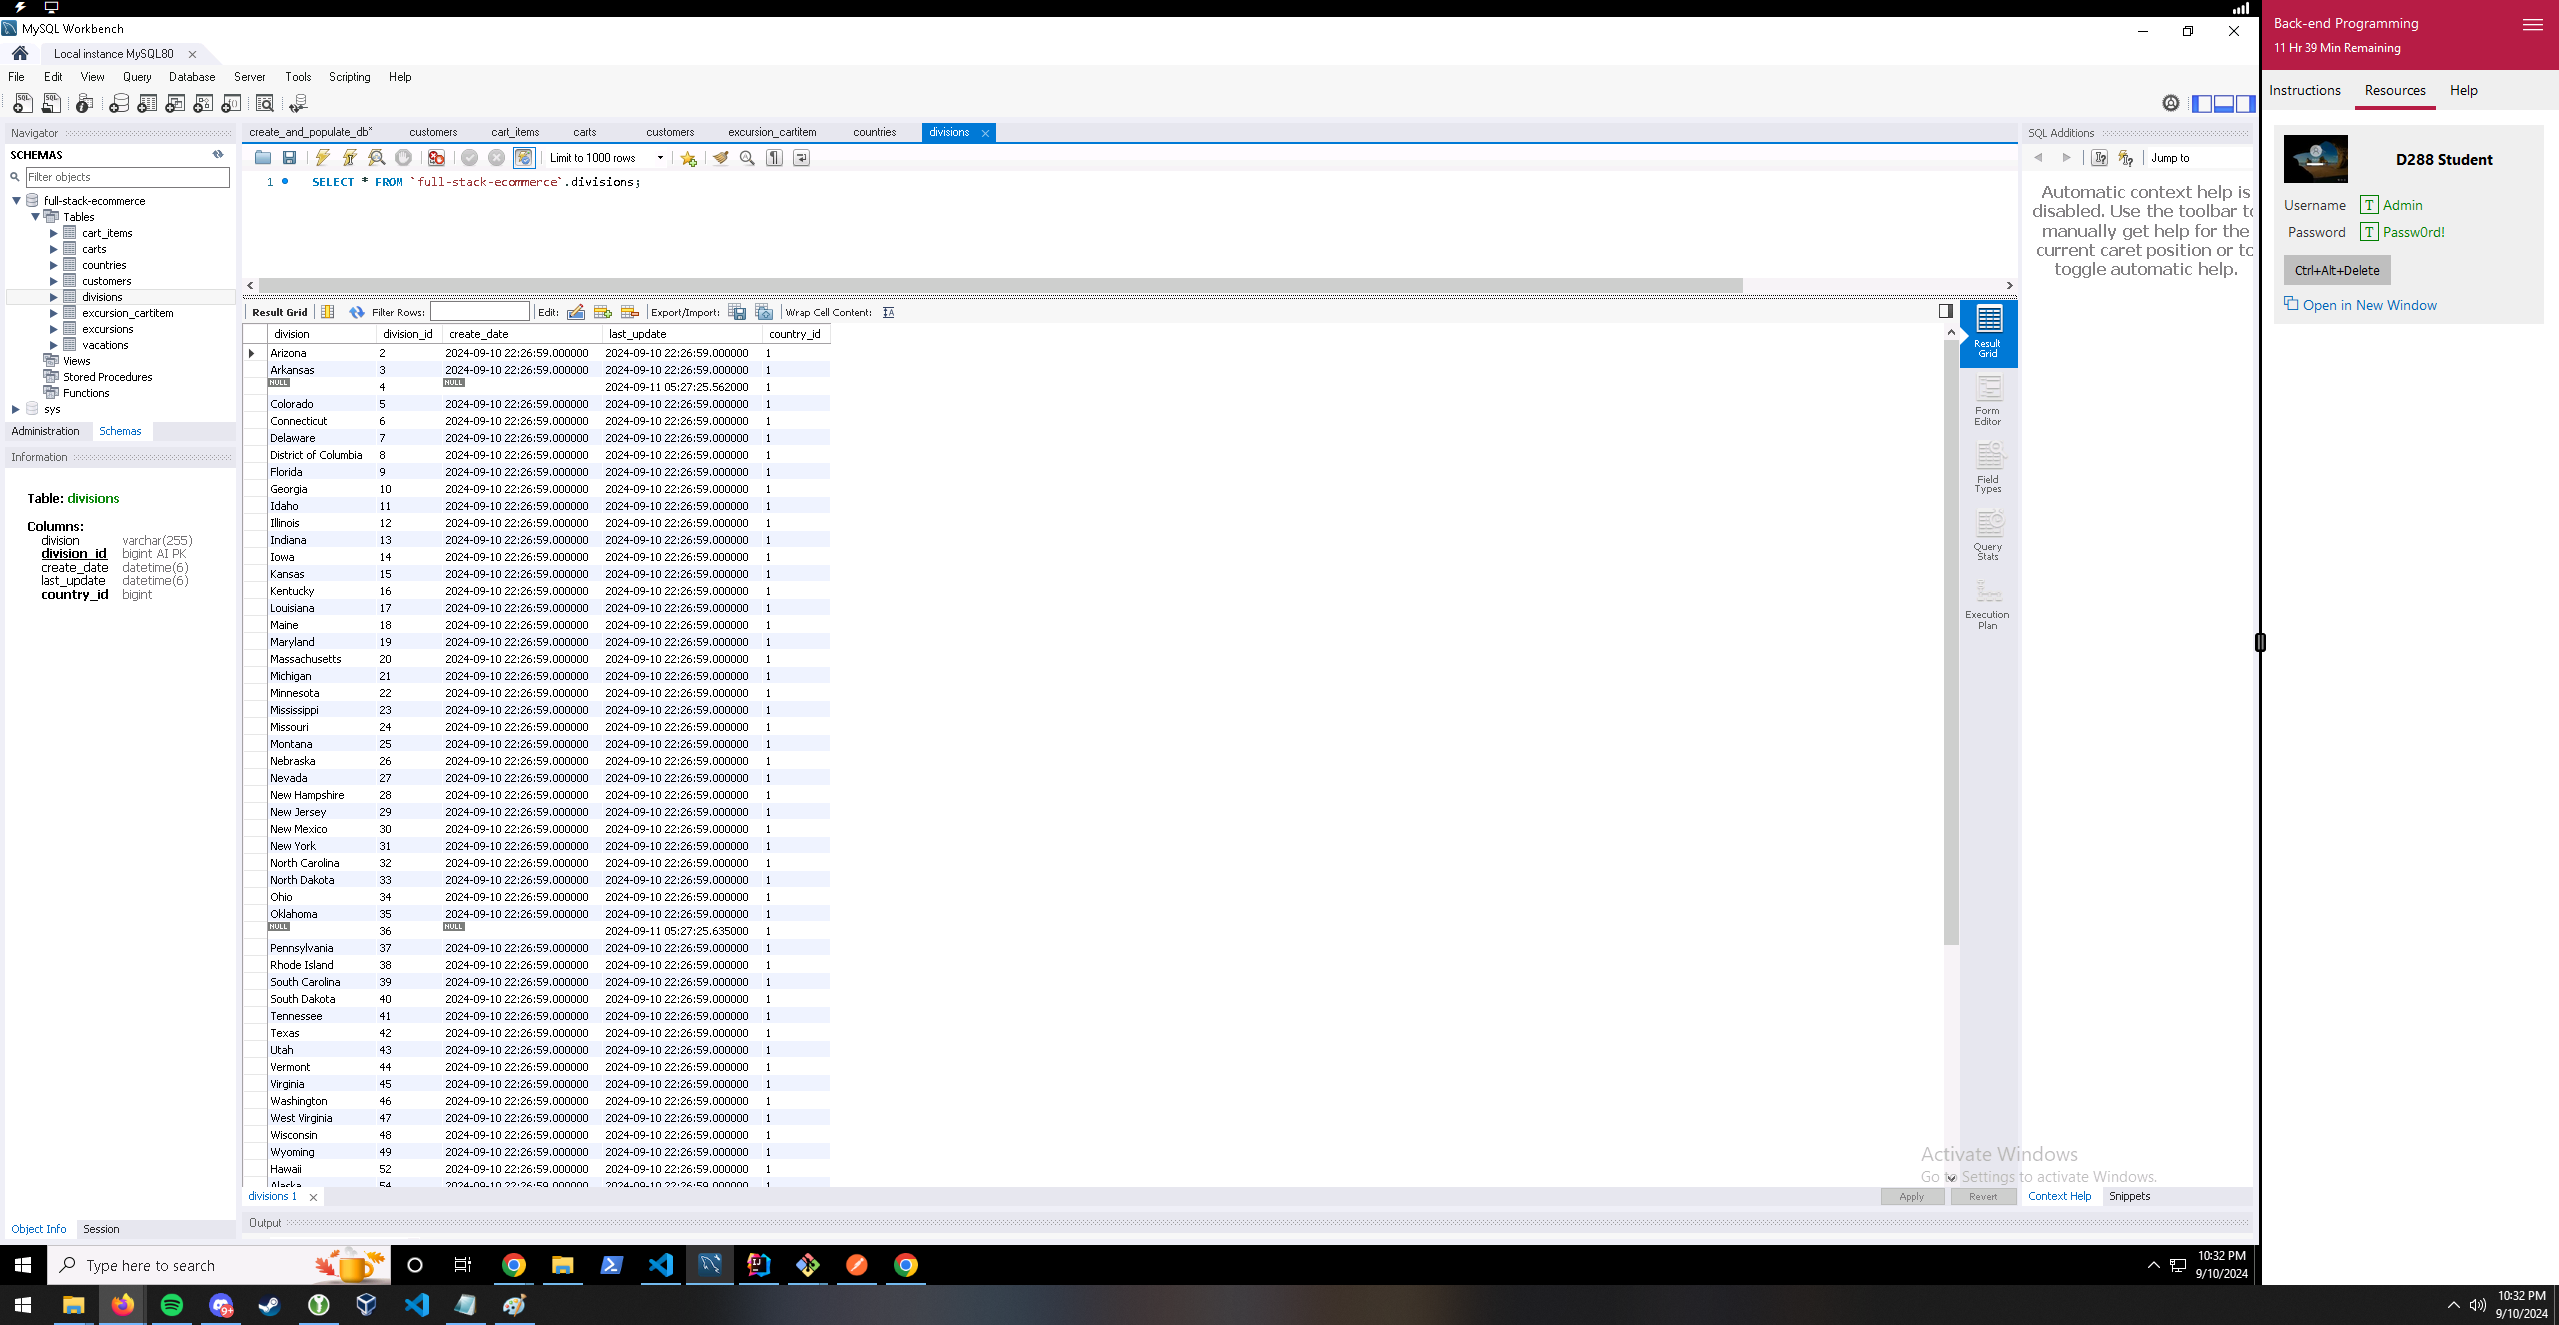 MySQL Workbench
Local instance MySQL80
File Edit View Query Database Server Tools Scripting Help
Navigator
SCHEMAS
Filter objects
full-stack-ecommerce
Tables
cart_items
carts
countries
customers
divisions
excursion_cartitem
excursions
vacations
Views
Stored Procedures
Functions
sys
Administration Schemas
Information
Table: divisions
Columns:
division varchar(255)
division_id bigint AI PK
create_date datetime(6)
last_update datetime(6)
country_id bigint
Object Info Session
create_and_populate_db* customers cart_items carts customers excursion_cartitem countries divisions
Limit to 1000 rows
1 SELECT * FROM `full-stack-ecommerce`.divisions;
Result Grid Filter Rows: Edit: Export/Import: Wrap Cell Content:
division division_id create_date last_update country_id
Arizona 2 2024-09-10 22:26:59.000000 2024-09-10 22:26:59.000000 1
Arkansas 3 2024-09-10 22:26:59.000000 2024-09-10 22:26:59.000000 1
NULL 4 NULL 2024-09-11 05:27:25.562000 1
Colorado 5 2024-09-10 22:26:59.000000 2024-09-10 22:26:59.000000 1
Connecticut 6 2024-09-10 22:26:59.000000 2024-09-10 22:26:59.000000 1
Delaware 7 2024-09-10 22:26:59.000000 2024-09-10 22:26:59.000000 1
District of Columbia 8 2024-09-10 22:26:59.000000 2024-09-10 22:26:59.000000 1
Florida 9 2024-09-10 22:26:59.000000 2024-09-10 22:26:59.000000 1
Georgia 10 2024-09-10 22:26:59.000000 2024-09-10 22:26:59.000000 1
Idaho 11 2024-09-10 22:26:59.000000 2024-09-10 22:26:59.000000 1
Illinois 12 2024-09-10 22:26:59.000000 2024-09-10 22:26:59.000000 1
Indiana 13 2024-09-10 22:26:59.000000 2024-09-10 22:26:59.000000 1
Iowa 14 2024-09-10 22:26:59.000000 2024-09-10 22:26:59.000000 1
Kansas 15 2024-09-10 22:26:59.000000 2024-09-10 22:26:59.000000 1
Kentucky 16 2024-09-10 22:26:59.000000 2024-09-10 22:26:59.000000 1
Louisiana 17 2024-09-10 22:26:59.000000 2024-09-10 22:26:59.000000 1
Maine 18 2024-09-10 22:26:59.000000 2024-09-10 22:26:59.000000 1
Maryland 19 2024-09-10 22:26:59.000000 2024-09-10 22:26:59.000000 1
Massachusetts 20 2024-09-10 22:26:59.000000 2024-09-10 22:26:59.000000 1
Michigan 21 2024-09-10 22:26:59.000000 2024-09-10 22:26:59.000000 1
Minnesota 22 2024-09-10 22:26:59.000000 2024-09-10 22:26:59.000000 1
Mississippi 23 2024-09-10 22:26:59.000000 2024-09-10 22:26:59.000000 1
Missouri 24 2024-09-10 22:26:59.000000 2024-09-10 22:26:59.000000 1
Montana 25 2024-09-10 22:26:59.000000 2024-09-10 22:26:59.000000 1
Nebraska 26 2024-09-10 22:26:59.000000 2024-09-10 22:26:59.000000 1
Nevada 27 2024-09-10 22:26:59.000000 2024-09-10 22:26:59.000000 1
New Hampshire 28 2024-09-10 22:26:59.000000 2024-09-10 22:26:59.000000 1
New Jersey 29 2024-09-10 22:26:59.000000 2024-09-10 22:26:59.000000 1
New Mexico 30 2024-09-10 22:26:59.000000 2024-09-10 22:26:59.000000 1
New York 31 2024-09-10 22:26:59.000000 2024-09-10 22:26:59.000000 1
North Carolina 32 2024-09-10 22:26:59.000000 2024-09-10 22:26:59.000000 1
North Dakota 33 2024-09-10 22:26:59.000000 2024-09-10 22:26:59.000000 1
Ohio 34 2024-09-10 22:26:59.000000 2024-09-10 22:26:59.000000 1
Oklahoma 35 2024-09-10 22:26:59.000000 2024-09-10 22:26:59.000000 1
NULL 36 NULL 2024-09-11 05:27:25.635000 1
Pennsylvania 37 2024-09-10 22:26:59.000000 2024-09-10 22:26:59.000000 1
Rhode Island 38 2024-09-10 22:26:59.000000 2024-09-10 22:26:59.000000 1
South Carolina 39 2024-09-10 22:26:59.000000 2024-09-10 22:26:59.000000 1
South Dakota 40 2024-09-10 22:26:59.000000 2024-09-10 22:26:59.000000 1
Tennessee 41 2024-09-10 22:26:59.000000 2024-09-10 22:26:59.000000 1
Texas 42 2024-09-10 22:26:59.000000 2024-09-10 22:26:59.000000 1
Utah 43 2024-09-10 22:26:59.000000 2024-09-10 22:26:59.000000 1
Vermont 44 2024-09-10 22:26:59.000000 2024-09-10 22:26:59.000000 1
Virginia 45 2024-09-10 22:26:59.000000 2024-09-10 22:26:59.000000 1
Washington 46 2024-09-10 22:26:59.000000 2024-09-10 22:26:59.000000 1
West Virginia 47 2024-09-10 22:26:59.000000 2024-09-10 22:26:59.000000 1
Wisconsin 48 2024-09-10 22:26:59.000000 2024-09-10 22:26:59.000000 1
Wyoming 49 2024-09-10 22:26:59.000000 2024-09-10 22:26:59.000000 1
Hawaii 52 2024-09-10 22:26:59.000000 2024-09-10 22:26:59.000000 1
Alaska 54 2024-09-10 22:26:59.000000 2024-09-10 22:26:59.000000 1
divisions 1
Apply Revert
Output
Result
Grid
Form
Editor
Field
Types
Query
Stats
Execution
Plan
SQL Additions
Jump to
Automatic context help is
disabled. Use the toolbar to
manually get help for the
current caret position or to
toggle automatic help.
Activate Windows
Go to Settings to activate Windows.
Context Help Snippets
Back-end Programming
11 Hr 39 Min Remaining
Instructions Resources Help
D288 Student
Username T Admin
Password T Passw0rd!
Ctrl+Alt+Delete
Open in New Window
Type here to search
10:32 PM
9/10/2024
9+
10:32 PM
9/10/2024